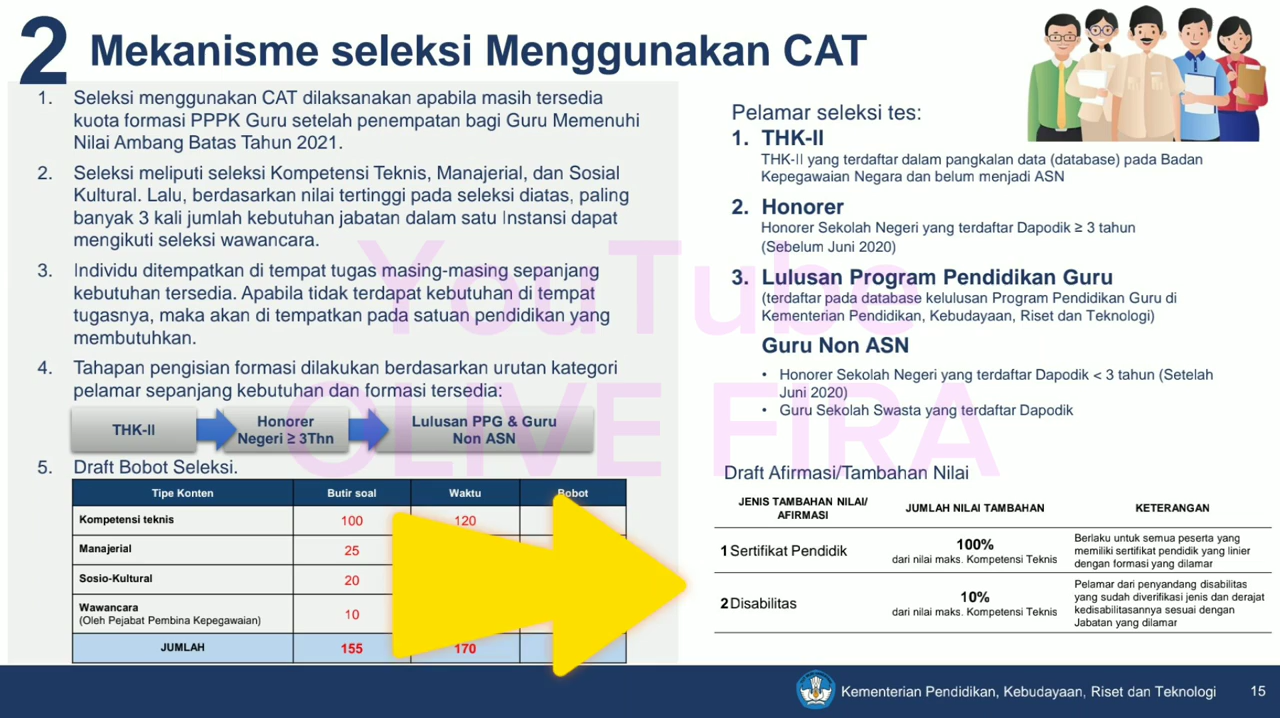 2 Mekanisme seleksi Menggunakan CAT
1. Seleksi menggunakan CAT dilaksanakan apabila masih tersedia
kuota formasi PPPK Guru setelah penempatan bagi Guru Memenuhi
Nilai Ambang Batas Tahun 2021.
2. Seleksi meliputi seleksi Kompetensi Teknis, Manajerial, dan Sosial
Kultural. Lalu, berdasarkan nilai tertinggi pada seleksi diatas, paling
banyak 3 kali jumlah kebutuhan jabatan dalam satu Instansi dapat
mengikuti seleksi wawancara.
3. Individu ditempatkan di tempat tugas masing-masing sepanjang
kebutuhan tersedia. Apabila tidak terdapat kebutuhan di tempat
tugasnya, maka akan di tempatkan pada satuan pendidikan yang
membutuhkan.
4. Tahapan pengisian formasi dilakukan berdasarkan urutan kategori
pelamar sepanjang kebutuhan dan formasi tersedia:
THK-II
Honorer
Negeri ≥ 3Thn
Lulusan PPG & Guru
Non ASN
5. Draft Bobot Seleksi.
Tipe Konten Butir soal Waktu Bobot
Kompetensi teknis 100 120
Manajerial 25
Sosio-Kultural 20
Wawancara
(Oleh Pejabat Pembina Kepegawaian) 10
JUMLAH 155 170
Pelamar seleksi tes:
1. THK-II
THK-II yang terdaftar dalam pangkalan data (database) pada Badan
Kepegawaian Negara dan belum menjadi ASN
2. Honorer
Honorer Sekolah Negeri yang terdaftar Dapodik ≥ 3 tahun
(Sebelum Juni 2020)
3. Lulusan Program Pendidikan Guru
(terdaftar pada database kelulusan Program Pendidikan Guru di
Kementerian Pendidikan, Kebudayaan, Riset dan Teknologi)
Guru Non ASN
• Honorer Sekolah Negeri yang terdaftar Dapodik < 3 tahun (Setelah
Juni 2020)
• Guru Sekolah Swasta yang terdaftar Dapodik
Draft Afirmasi/Tambahan Nilai
JENIS TAMBAHAN NILAI/
AFIRMASI
JUMLAH NILAI TAMBAHAN
KETERANGAN
1 Sertifikat Pendidik
100%
dari nilai maks. Kompetensi Teknis
Berlaku untuk semua peserta yang
memiliki sertifikat pendidik yang linier
dengan formasi yang dilamar
2 Disabilitas
10%
dari nilai maks. Kompetensi Teknis
Pelamar dari penyandang disabilitas
yang sudah diverifikasi jenis dan derajat
kedisabilitasannya sesuai dengan
Jabatan yang dilamar
YouTube
OLIVE FIRA
Kementerian Pendidikan, Kebudayaan, Riset dan Teknologi 15